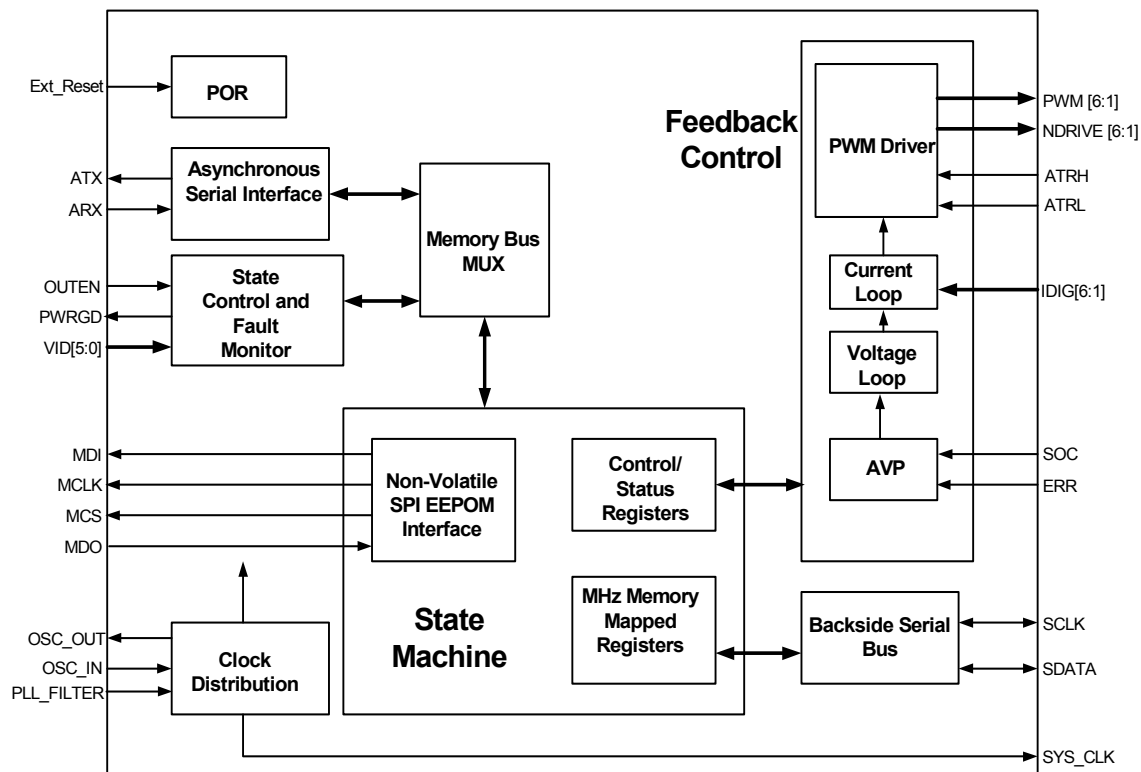 Ext_Reset
POR
ATX
ARX
Asynchronous
Serial Interface
OUTEN
PWRGD
VID[5:0]
State
Control and
Fault
Monitor
Memory Bus
MUX
Feedback
Control
PWM Driver
PWM [6:1]
NDRIVE [6:1]
ATRH
ATRL
Current
Loop
IDIG[6:1]
Voltage
Loop
AVP
SOC
ERR
MDI
MCLK
MCS
MDO
Non-Volatile
SPI EEPOM
Interface
Control/
Status
Registers
MHz Memory
Mapped
Registers
State
Machine
Backside Serial
Bus
SCLK
SDATA
OSC_OUT
OSC_IN
PLL_FILTER
Clock
Distribution
SYS_CLK